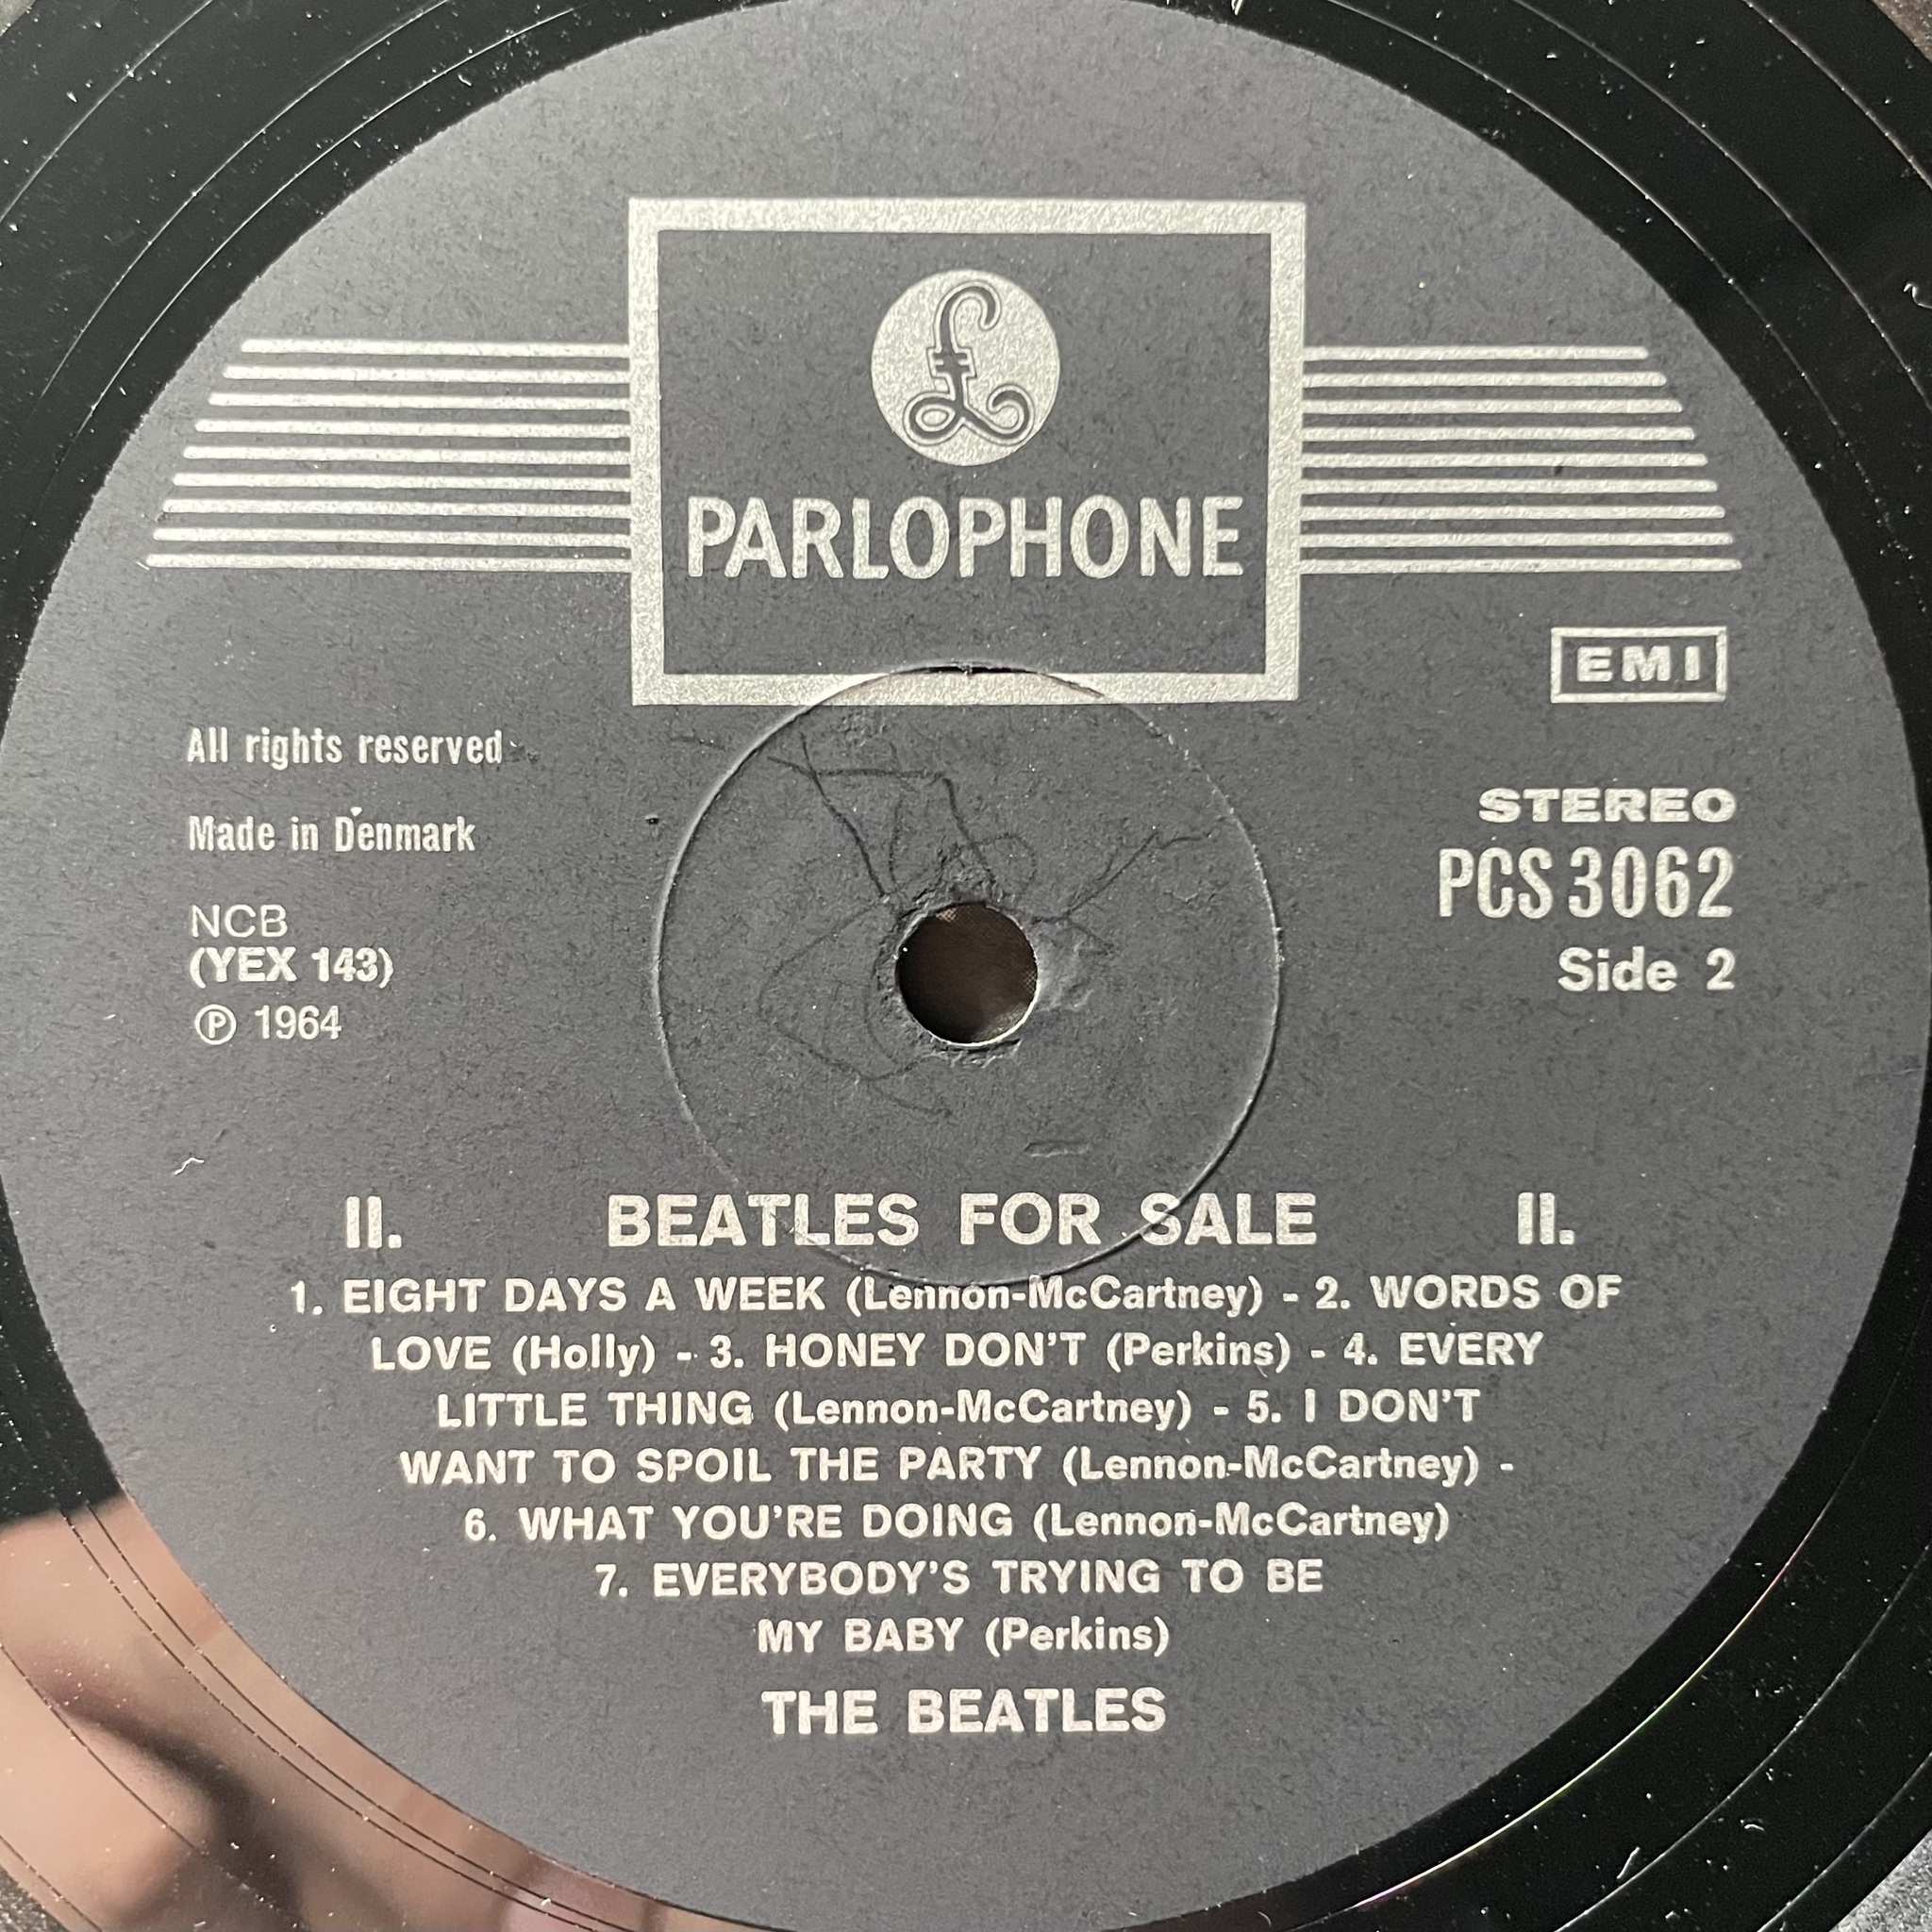 PARLOPHONE
EMI
All rights reserved
Made in Denmark
NCB
(YEX 143)
℗ 1964
STEREO
PCS 3062
Side 2
II. BEATLES FOR SALE II.
1. EIGHT DAYS A WEEK (Lennon-McCartney) - 2. WORDS OF
LOVE (Holly) - 3. HONEY DON'T (Perkins) - 4. EVERY
LITTLE THING (Lennon-McCartney) - 5. I DON'T
WANT TO SPOIL THE PARTY (Lennon-McCartney) -
6. WHAT YOU'RE DOING (Lennon-McCartney)
7. EVERYBODY'S TRYING TO BE
MY BABY (Perkins)
THE BEATLES